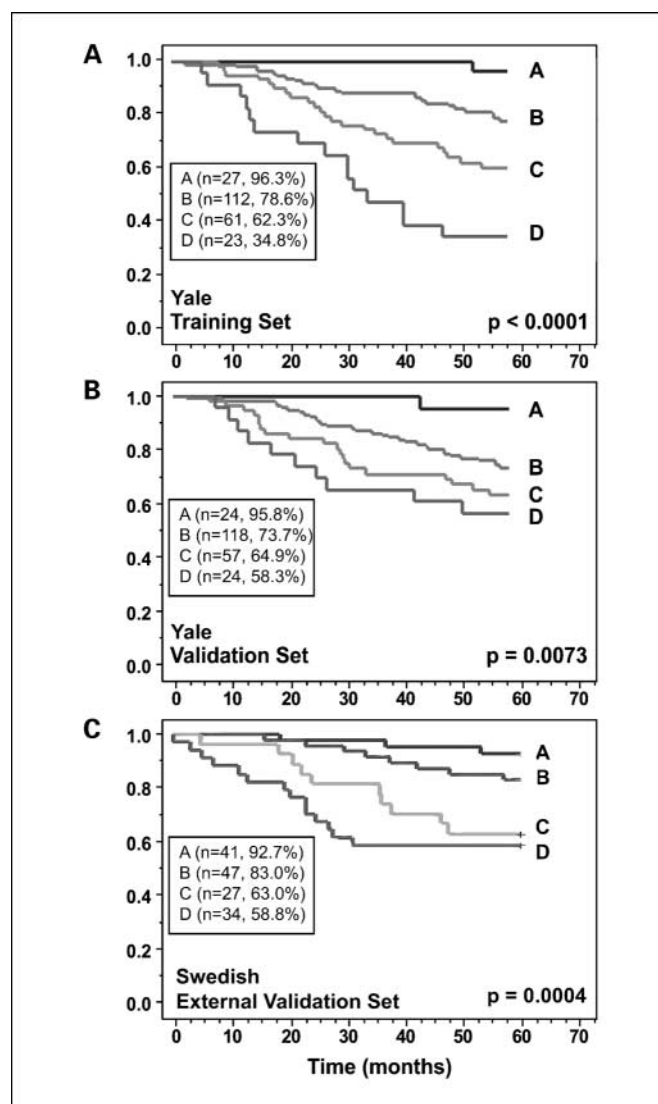 A
1.0
0.8
0.6
0.4
0.2
0.0
A
B
C
D
A (n=27, 96.3%)
B (n=112, 78.6%)
C (n=61, 62.3%)
D (n=23, 34.8%)
Yale
Training Set
p < 0.0001
0 10 20 30 40 50 60 70
B
1.0
0.8
0.6
0.4
0.2
0.0
A
B
C
D
A (n=24, 95.8%)
B (n=118, 73.7%)
C (n=57, 64.9%)
D (n=24, 58.3%)
Yale
Validation Set
p = 0.0073
0 10 20 30 40 50 60 70
C
1.0
0.8
0.6
0.4
0.2
0.0
A
B
C
D
A (n=41, 92.7%)
B (n=47, 83.0%)
C (n=27, 63.0%)
D (n=34, 58.8%)
Swedish
External Validation Set
p = 0.0004
0 10 20 30 40 50 60 70
Time (months)